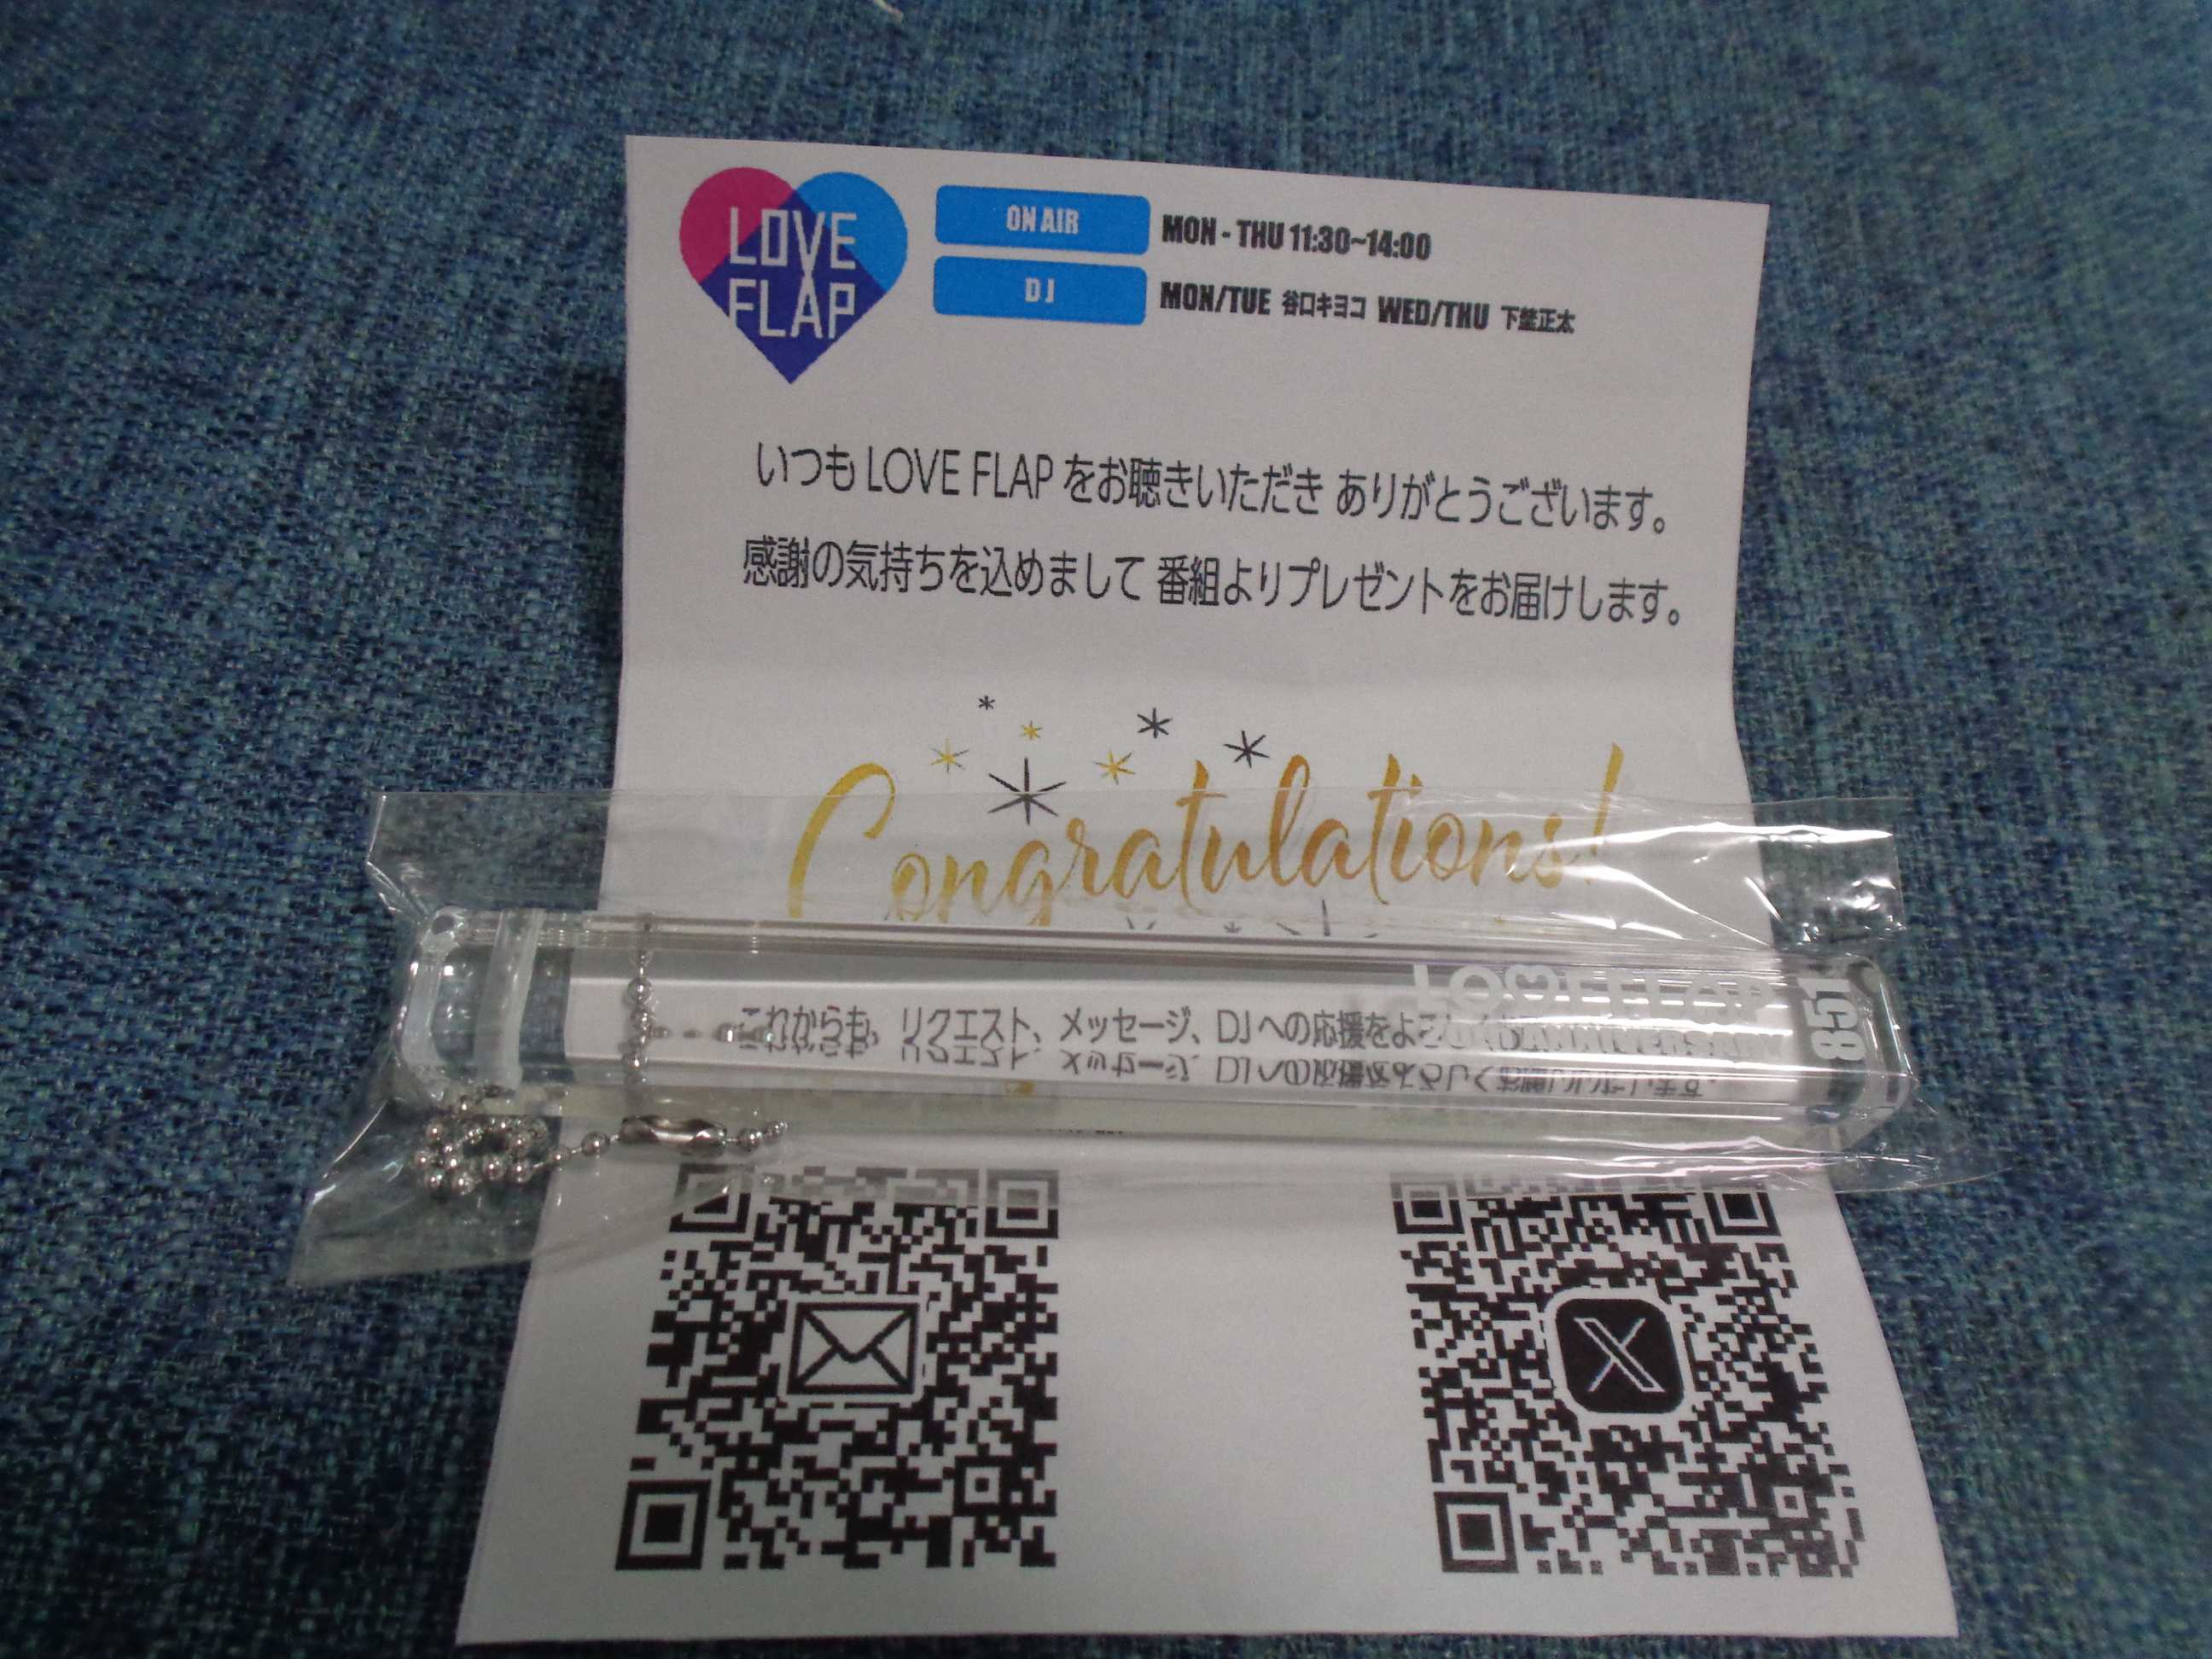 LOVE
FLAP
ON AIR MON - THU 11:30~14:00
DJ MON/TUE 谷口キヨコ WED/THU 下埜正太
いつも LOVE FLAP をお聴きいただき ありがとうございます。
感謝の気持ちを込めまして 番組よりプレゼントをお届けします。
Congratulations!
これからも、リクエスト、メッセージ、DJ への応援をよろ
LOVE FLAP
ANNIVERSARY
851